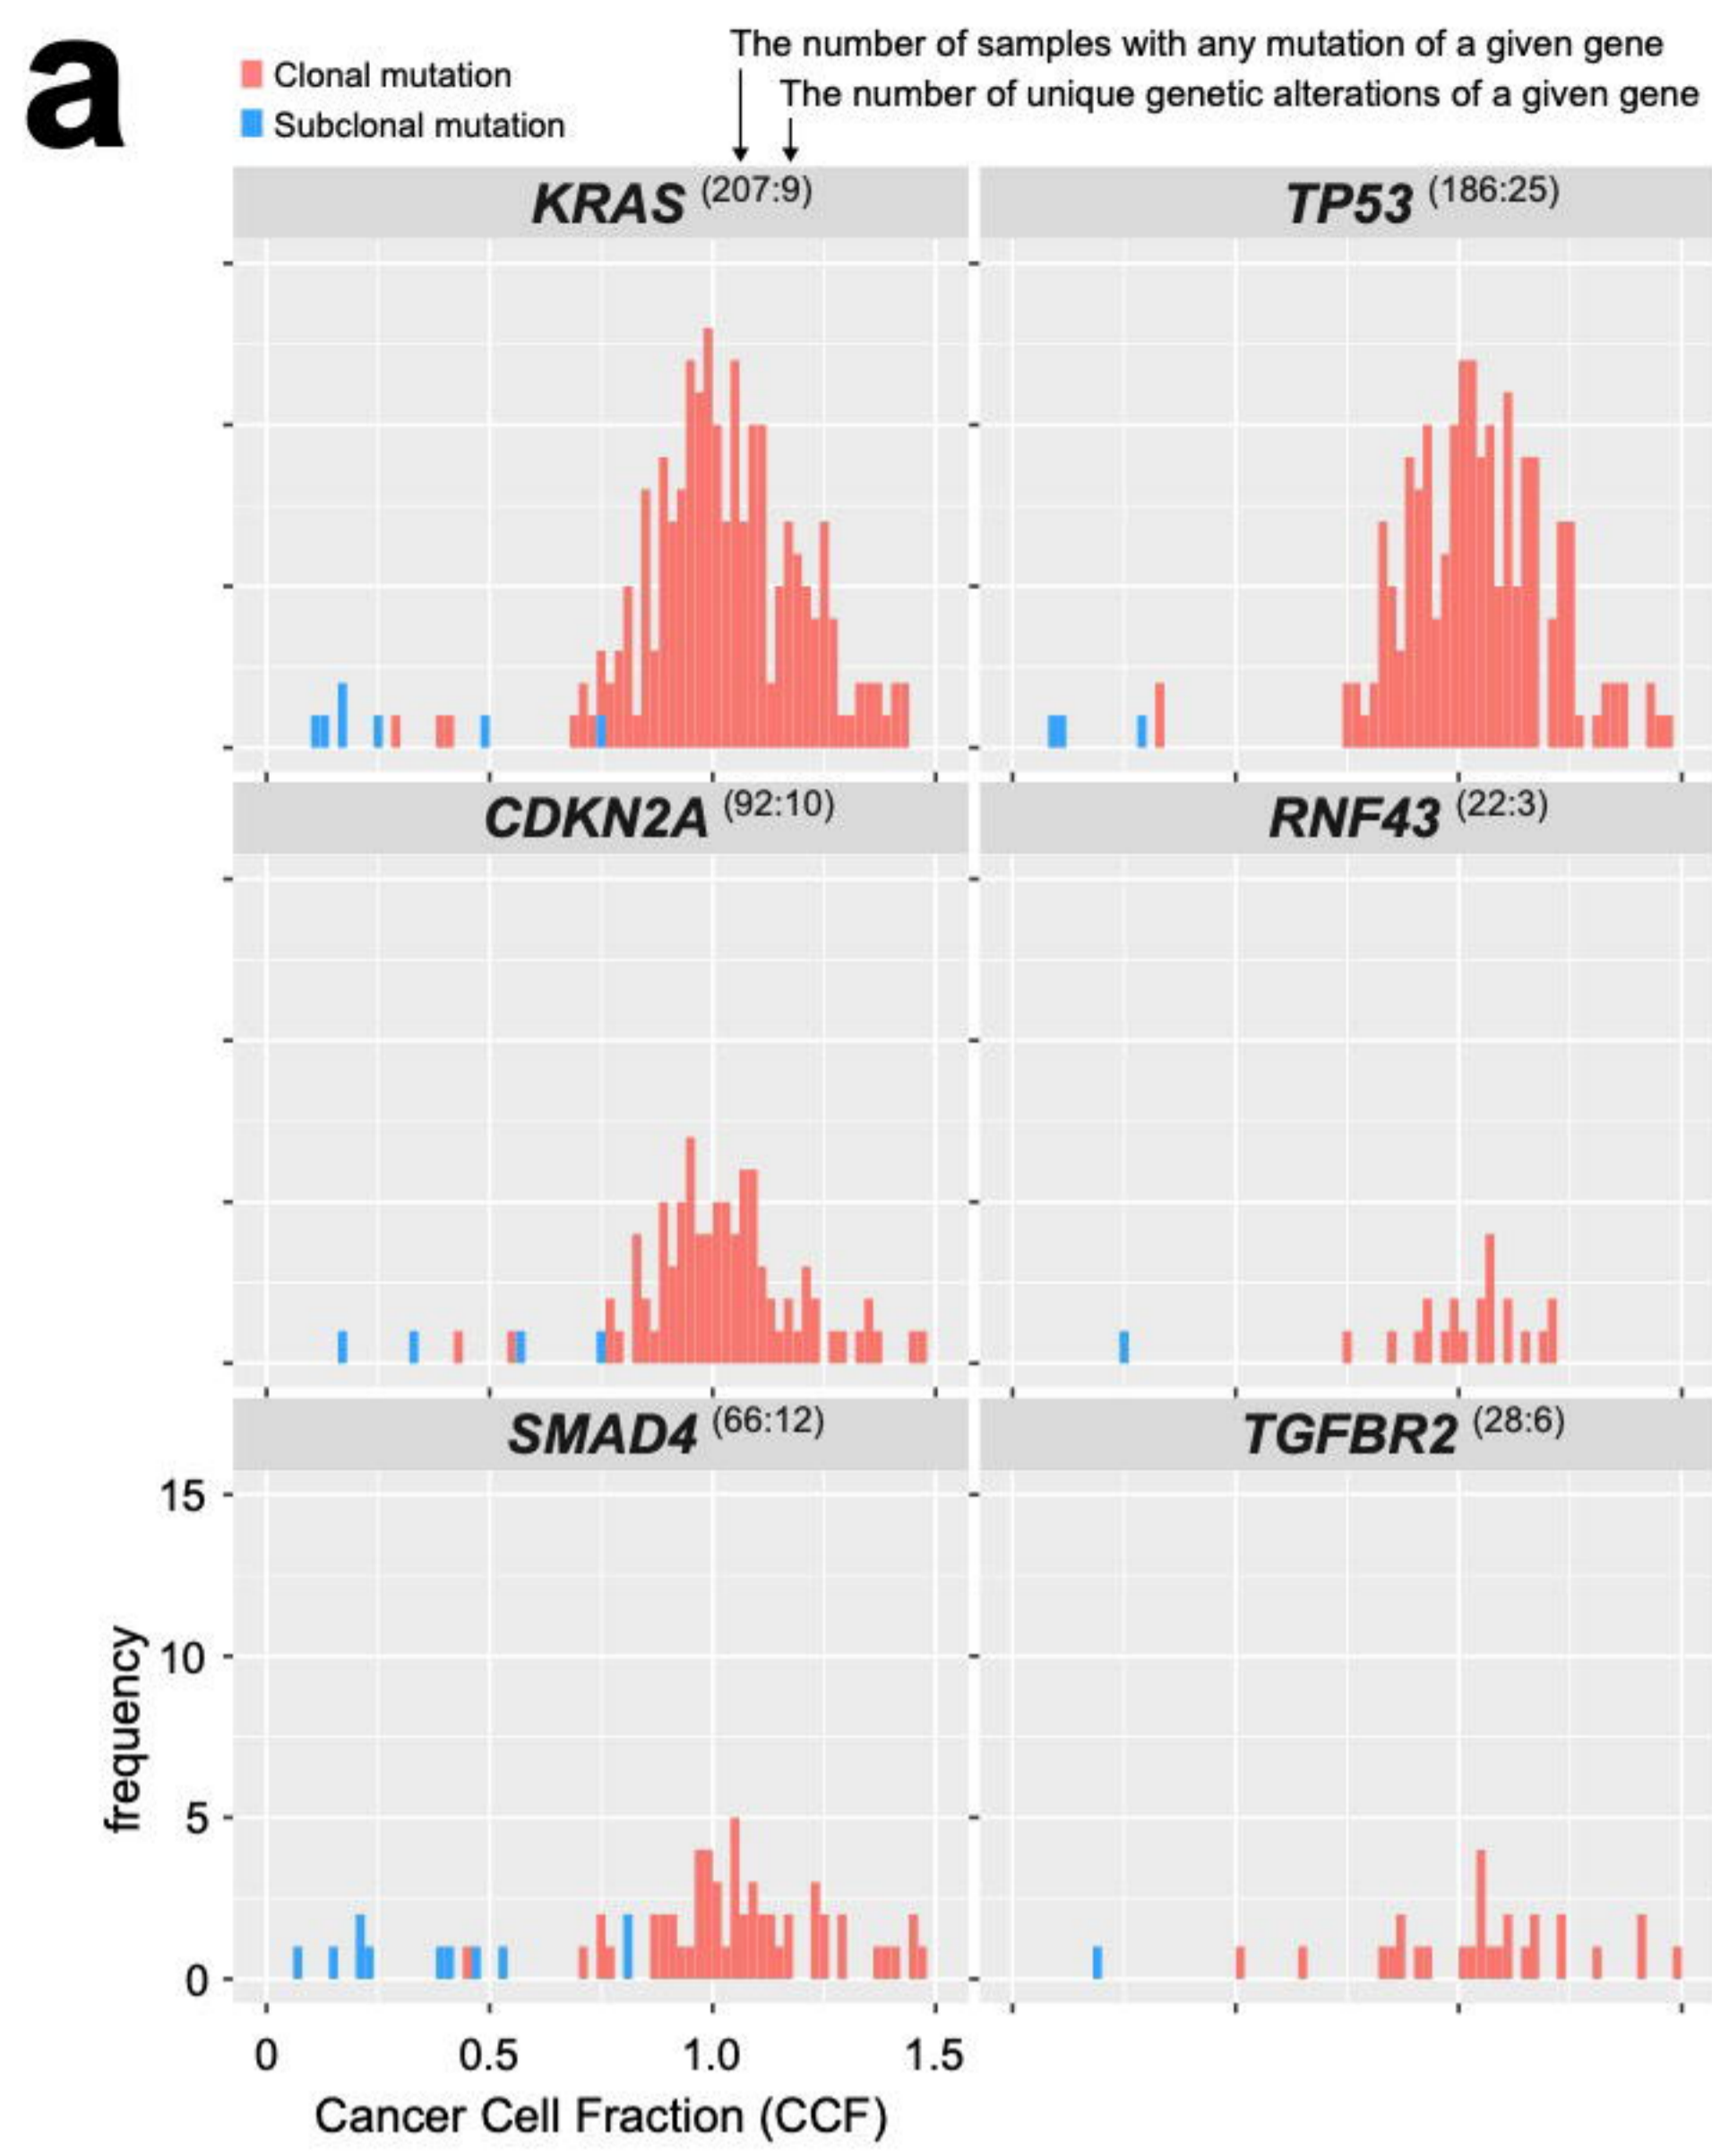 a
The number of samples with any mutation of a given gene
Clonal mutation
The number of unique genetic alterations of a given gene
Subclonal mutation
KRAS (207:9)
TP53 (186:25)
CDKN2A (92:10)
RNF43 (22:3)
SMAD4 (66:12)
TGFBR2 (28:6)
15
10
5
0
frequency
0 0.5 1.0 1.5
Cancer Cell Fraction (CCF)